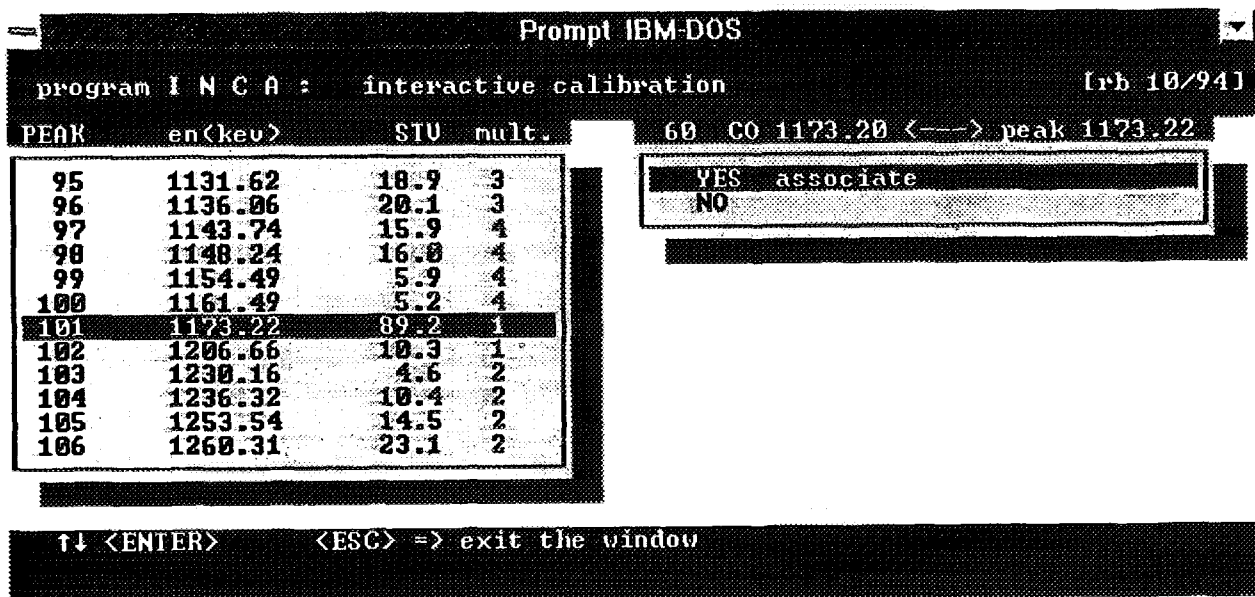 Prompt IBM-DOS
program I N C A : interactive calibration [rb 10/94]
PEAK en(kev) STV mult.
95 1131.62 18.9 3
96 1136.06 20.1 3
97 1143.74 15.9 4
98 1148.24 16.0 4
99 1154.49 5.9 4
100 1161.49 5.2 4
101 1173.22 89.2 1
102 1206.66 10.3 1
103 1230.16 4.6 2
104 1236.32 10.4 2
105 1253.54 14.5 2
106 1260.31 23.1 2
60 CO 1173.20 <---> peak 1173.22
YES associate
NO
↑↓ <ENTER> <ESC> => exit the window